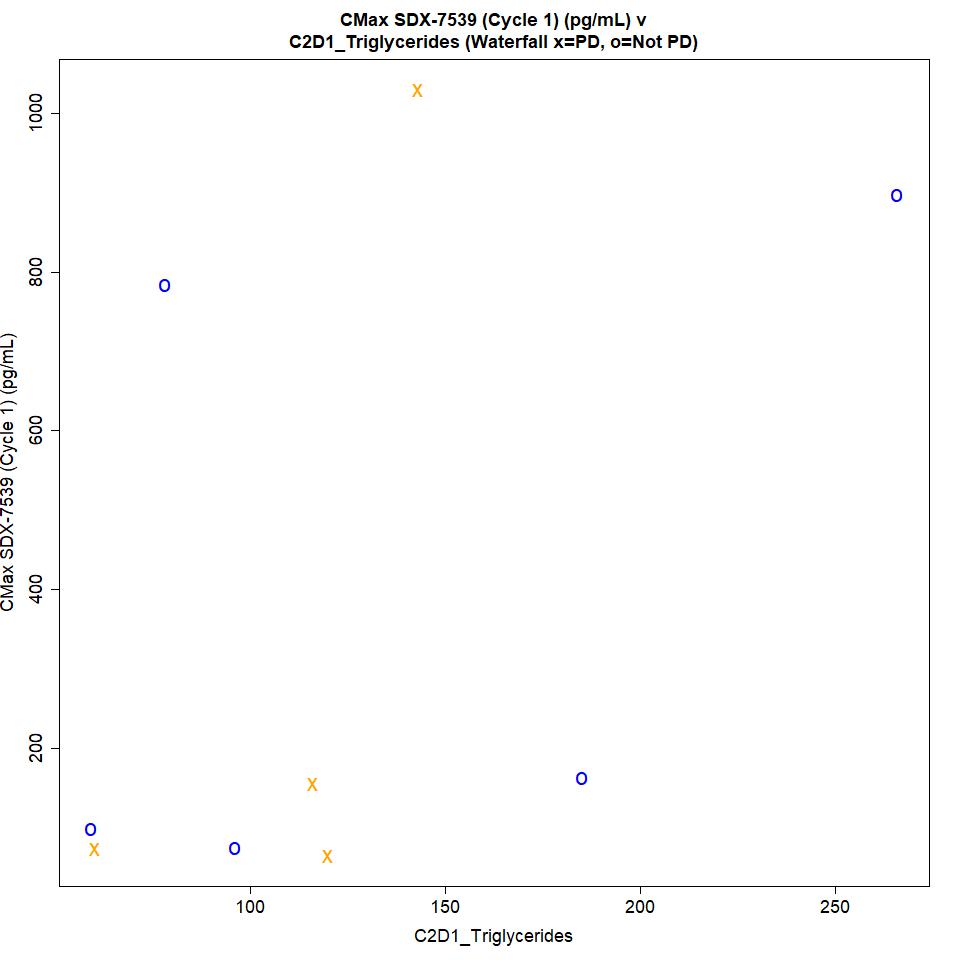 CMax SDX-7539 (Cycle 1) (pg/mL) v
C2D1_Triglycerides (Waterfall x=PD, o=Not PD)
CMax SDX-7539 (Cycle 1) (pg/mL)
1000
800
600
400
200
x
o
o
x
o
o
x
o
x
100
150
200
250
C2D1_Triglycerides